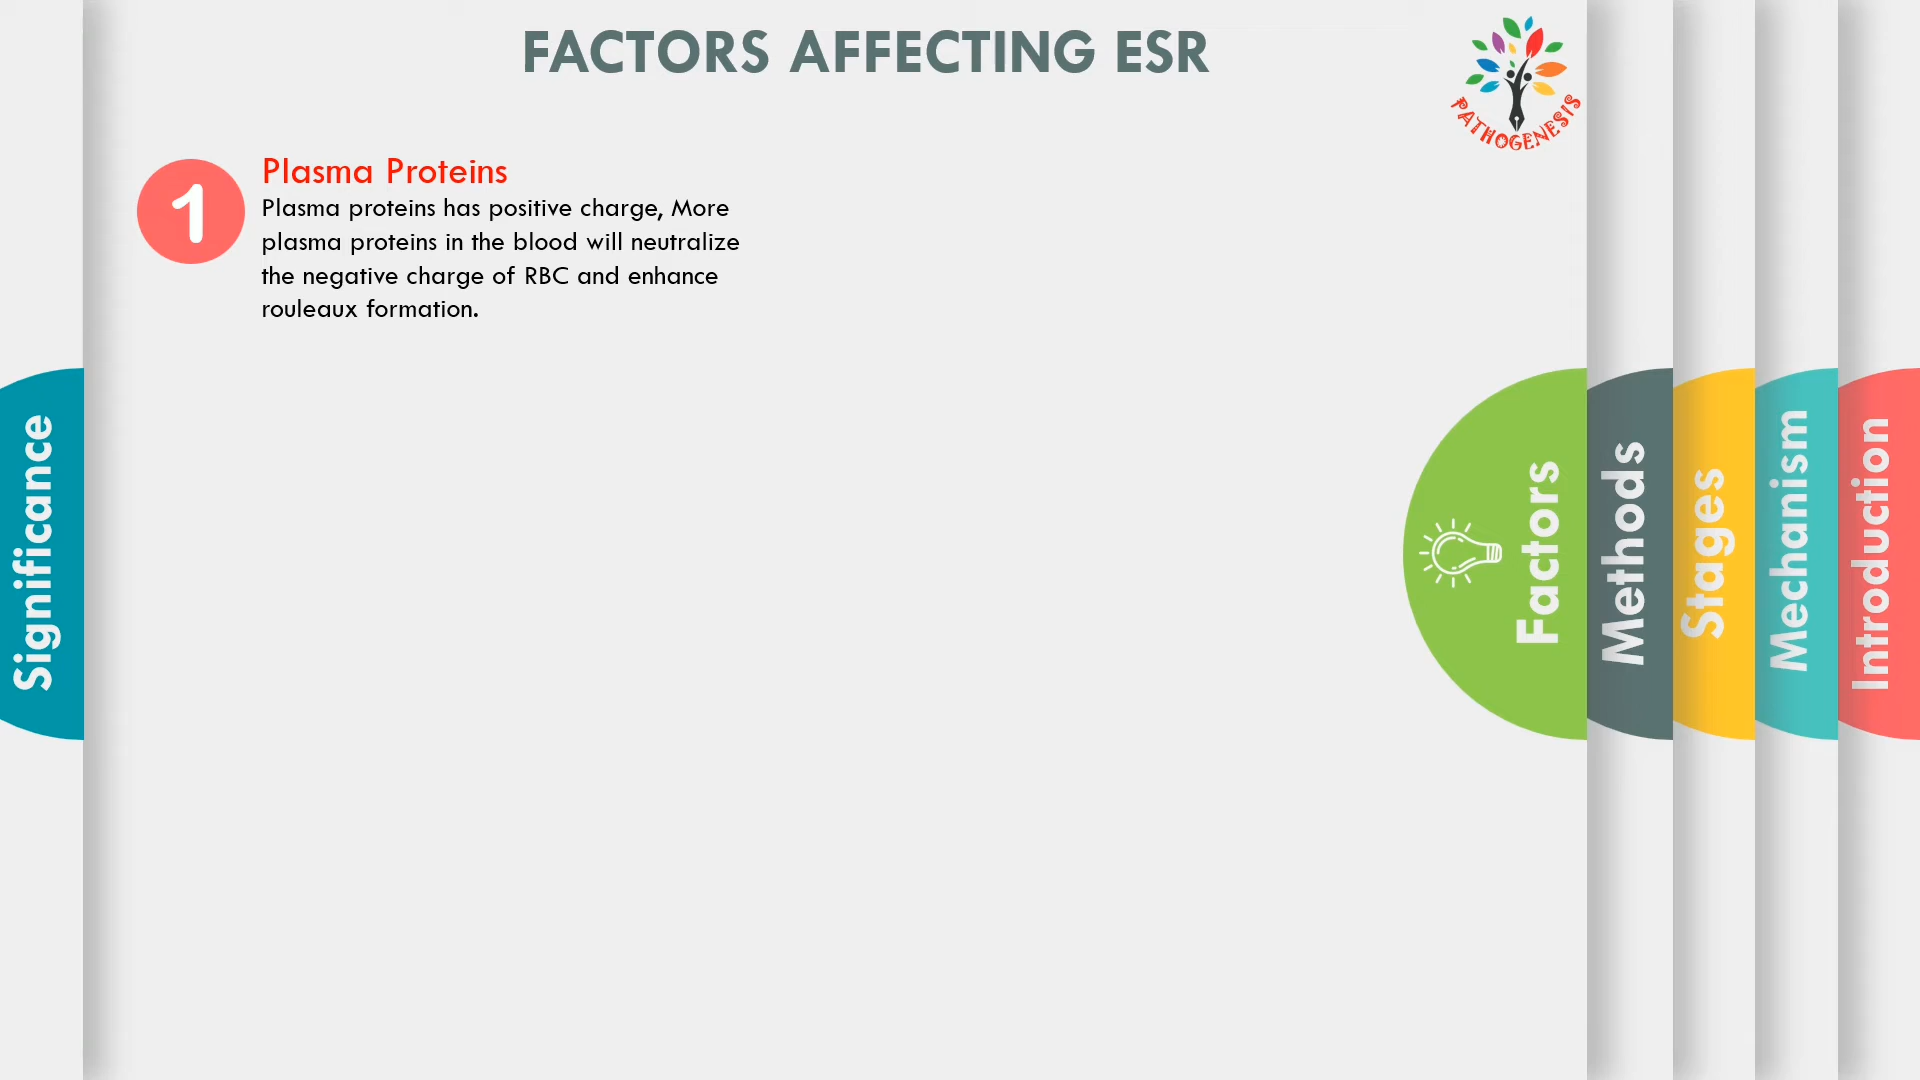 FACTORS AFFECTING ESR
PATHOGENESIS
1
Plasma Proteins
Plasma proteins has positive charge, More
plasma proteins in the blood will neutralize
the negative charge of RBC and enhance
rouleaux formation.
Significance
Factors
Methods
Stages
Mechanism
Introduction